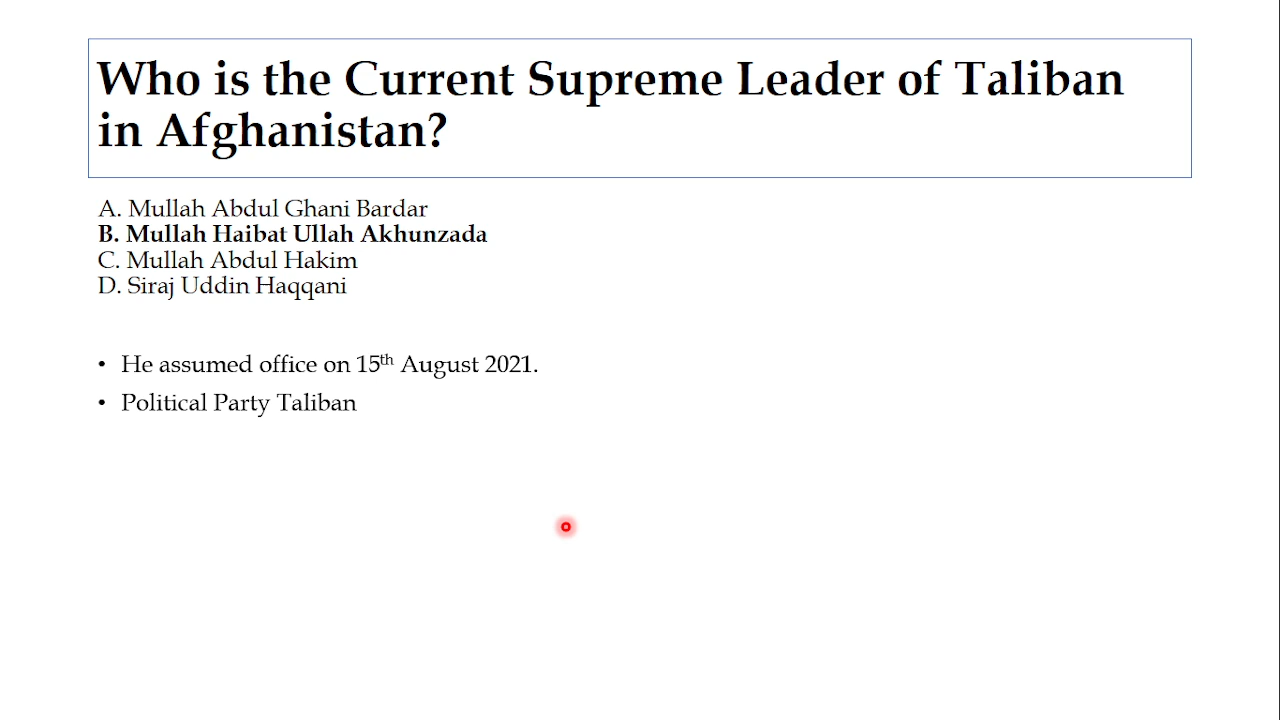 Who is the Current Supreme Leader of Taliban
in Afghanistan?
A. Mullah Abdul Ghani Bardar
B. Mullah Haibat Ullah Akhunzada
C. Mullah Abdul Hakim
D. Siraj Uddin Haqqani
• He assumed office on 15th August 2021.
• Political Party Taliban